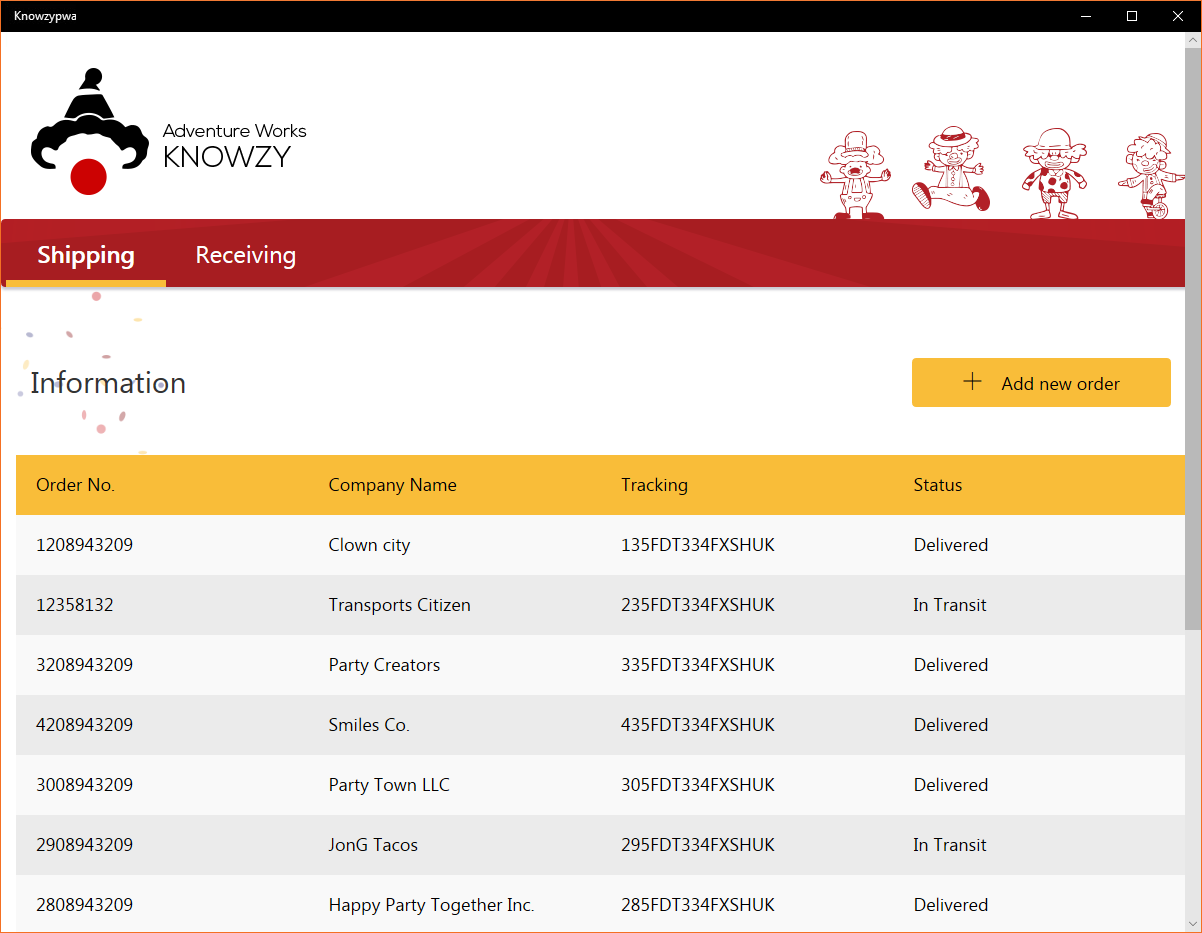 Knowzypwa
Adventure Works
KNOWZY
Shipping Receiving
Information
Add new order
Order No. Company Name Tracking Status
1208943209 Clown city 135FDT334FXSHUK Delivered
12358132 Transports Citizen 235FDT334FXSHUK In Transit
3208943209 Party Creators 335FDT334FXSHUK Delivered
4208943209 Smiles Co. 435FDT334FXSHUK Delivered
3008943209 Party Town LLC 305FDT334FXSHUK Delivered
2908943209 JonG Tacos 295FDT334FXSHUK In Transit
2808943209 Happy Party Together Inc. 285FDT334FXSHUK Delivered